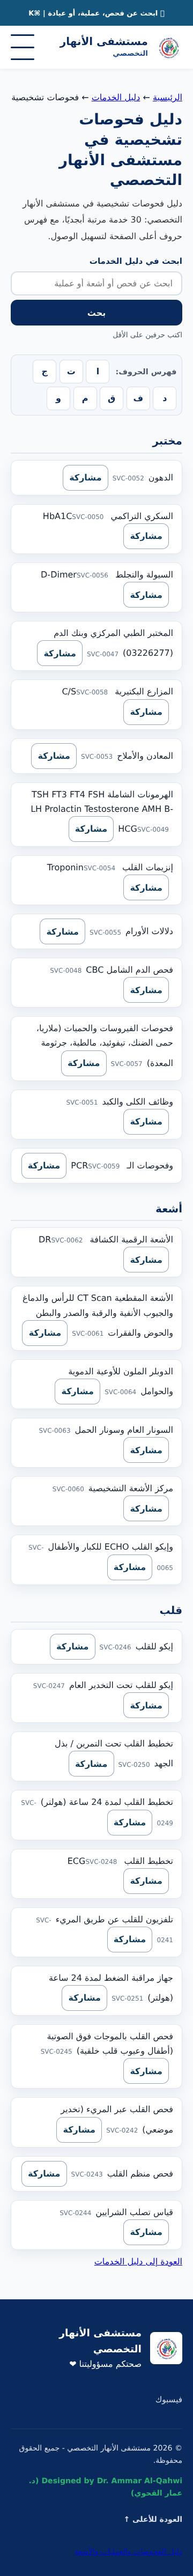 ابحث عن فحص، عملية، أو عيادة | ⌘K
مستشفى الأنهار
التخصصي
الرئيسية ← دليل الخدمات ← فحوصات تشخيصية
دليل فحوصات
تشخيصية في
مستشفى الأنهار
التخصصي
دليل فحوصات تشخيصية في مستشفى الأنهار
التخصصي: 30 خدمة مرتبة أبجديًا، مع فهرس
حروف أعلى الصفحة لتسهيل الوصول.
ابحث في دليل الخدمات
ابحث عن فحص أو أشعة أو عملية
بحث
اكتب حرفين على الأقل
فهرس الحروف: ا ت ج
د ف ق م و
مختبر
الدهون SVC-0052 مشاركة
السكري التراكمي HbA1C SVC-0050
مشاركة
السيولة والتجلط D-Dimer SVC-0056
مشاركة
المختبر الطبي المركزي وبنك الدم
(03226277) SVC-0047 مشاركة
المزارع البكتيرية C/S SVC-0058
مشاركة
المعادن والأملاح SVC-0053 مشاركة
الهرمونات الشاملة TSH FT3 FT4 FSH
LH Prolactin Testosterone AMH B-
HCG SVC-0049 مشاركة
إنزيمات القلب Troponin SVC-0054
مشاركة
دلالات الأورام SVC-0055 مشاركة
فحص الدم الشامل CBC SVC-0048
مشاركة
فحوصات الفيروسات والحميات (ملاريا،
حمى الضنك، تيفوئيد، مالطية، جرثومة
المعدة) SVC-0057 مشاركة
وظائف الكلى والكبد SVC-0051
مشاركة
وفحوصات الـ PCR SVC-0059 مشاركة
أشعة
الأشعة الرقمية الكشافة DR SVC-0062
مشاركة
الأشعة المقطعية CT Scan للرأس والدماغ
والجيوب الأنفية والرقبة والصدر والبطن
والحوض والفقرات SVC-0061 مشاركة
الدوبلر الملون للأوعية الدموية
والحوامل SVC-0064 مشاركة
السونار العام وسونار الحمل SVC-0063
مشاركة
مركز الأشعة التشخيصية SVC-0060
مشاركة
وإيكو القلب ECHO للكبار والأطفال SVC-
0065 مشاركة
قلب
إيكو للقلب SVC-0246 مشاركة
إيكو للقلب تحت التخدير العام SVC-0247
مشاركة
تخطيط القلب تحت التمرين / بذل
الجهد SVC-0250 مشاركة
تخطيط القلب لمدة 24 ساعة (هولتر) SVC-
0249 مشاركة
تخطيط القلب ECG SVC-0248
مشاركة
تلفزيون للقلب عن طريق المريء SVC-
0241 مشاركة
جهاز مراقبة الضغط لمدة 24 ساعة
(هولتر) SVC-0251 مشاركة
فحص القلب بالموجات فوق الصوتية
(أطفال وعيوب قلب خلقية) SVC-0245
مشاركة
فحص القلب عبر المريء (تخدير
موضعي) SVC-0242 مشاركة
فحص منظم القلب SVC-0243 مشاركة
قياس تصلب الشرايين SVC-0244
مشاركة
العودة إلى دليل الخدمات
مستشفى الأنهار
التخصصي
صحتكم مسؤوليتنا ❤
فيسبوك
© 2026 مستشفى الأنهار التخصصي - جميع الحقوق
محفوظة.
Designed by Dr. Ammar Al-Qahwi (د.
عمار القحوي)
العودة للأعلى ↑